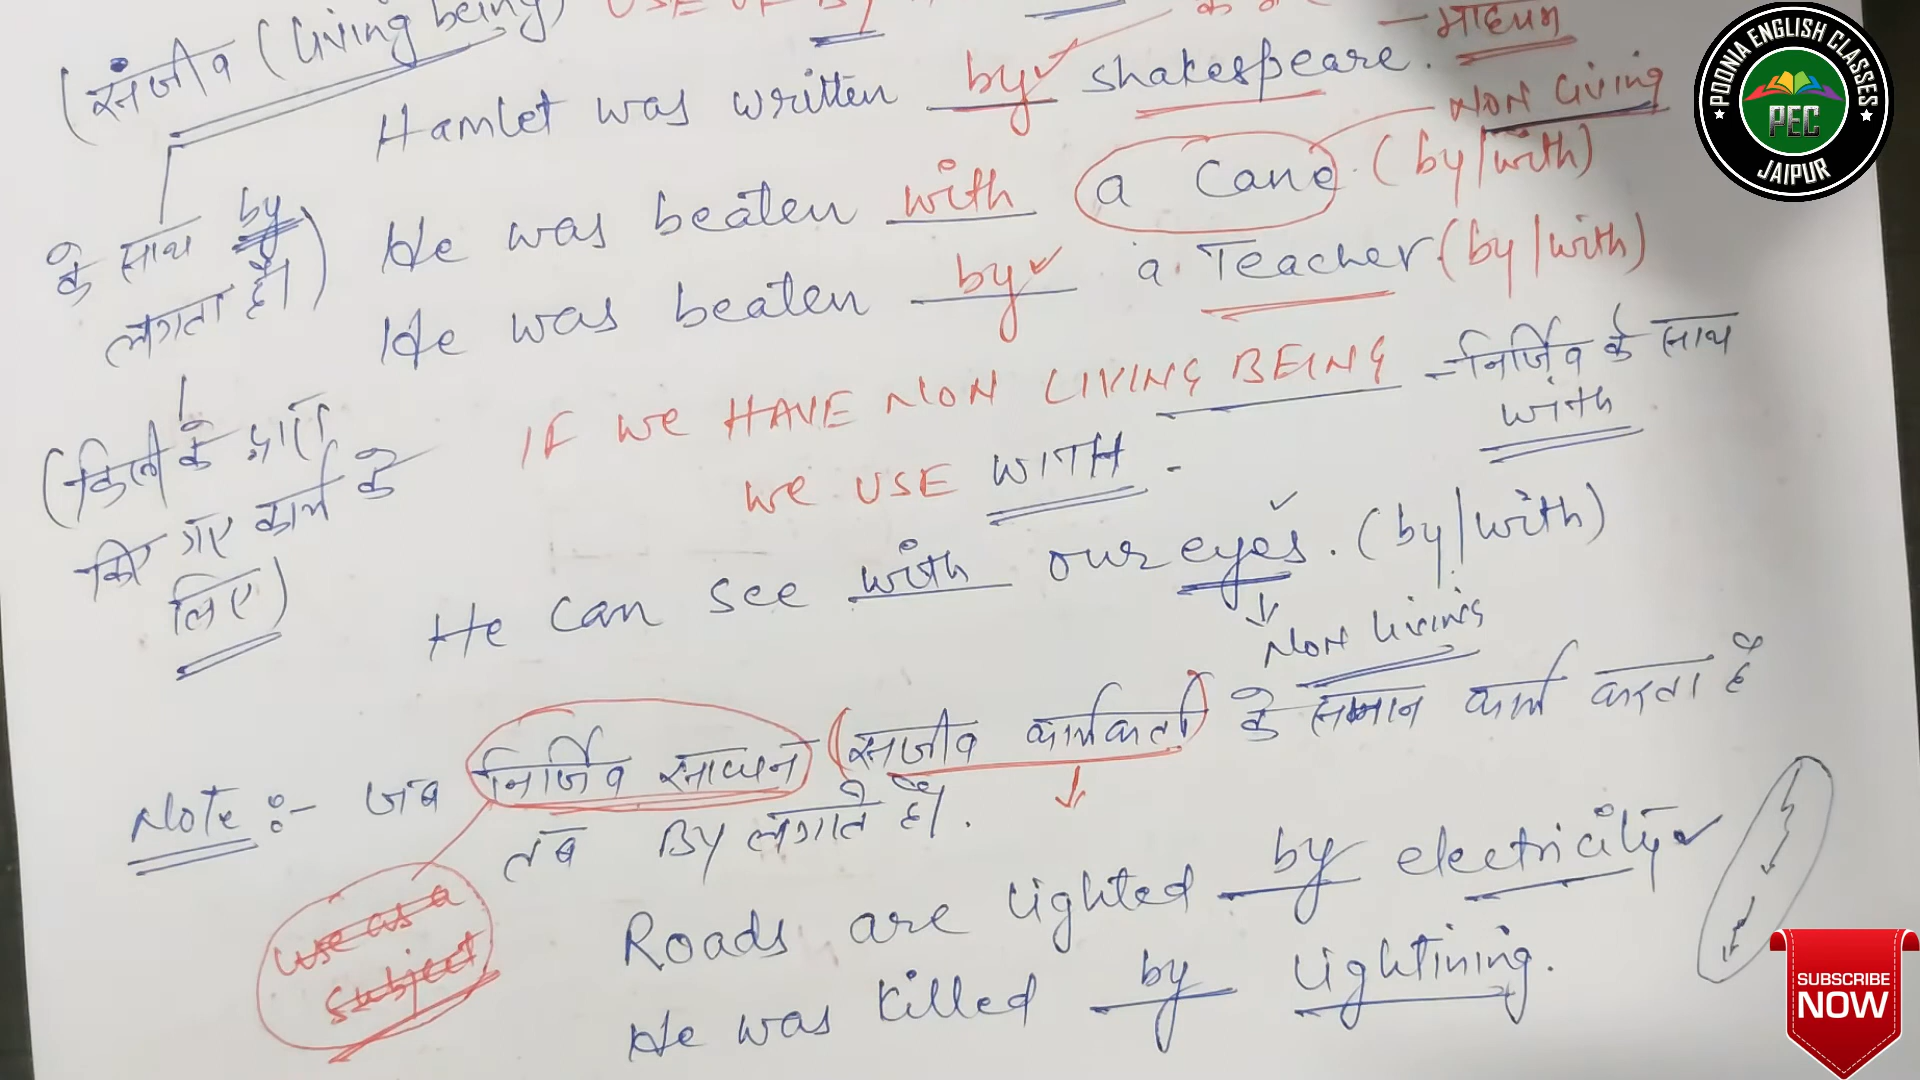 (सजीव (living being) USE OF By
— माध्यम
Hamlet was written by shakespeare.
Non living
के साथ by
लगता है।)
He was beaten with a cane. (by/with)
He was beaten by a Teacher. (by/with)
(किसी के द्वारा
किए गए कार्य के
लिए)
IF we HAVE NON LIVING BEING - निर्जिव के साथ
with
we USE WITH -
He can see with our eyes. (by/with)
Non living
Note :- जब निर्जिव साधन (सजीव कार्यकर्ता) के समान कार्य करता है
तब By लगाते है।.
use as a
subject
Roads are lighted by electricity
He was killed by lightining.
POONIA ENGLISH CLASSES
PEC
JAIPUR
SUBSCRIBE
NOW